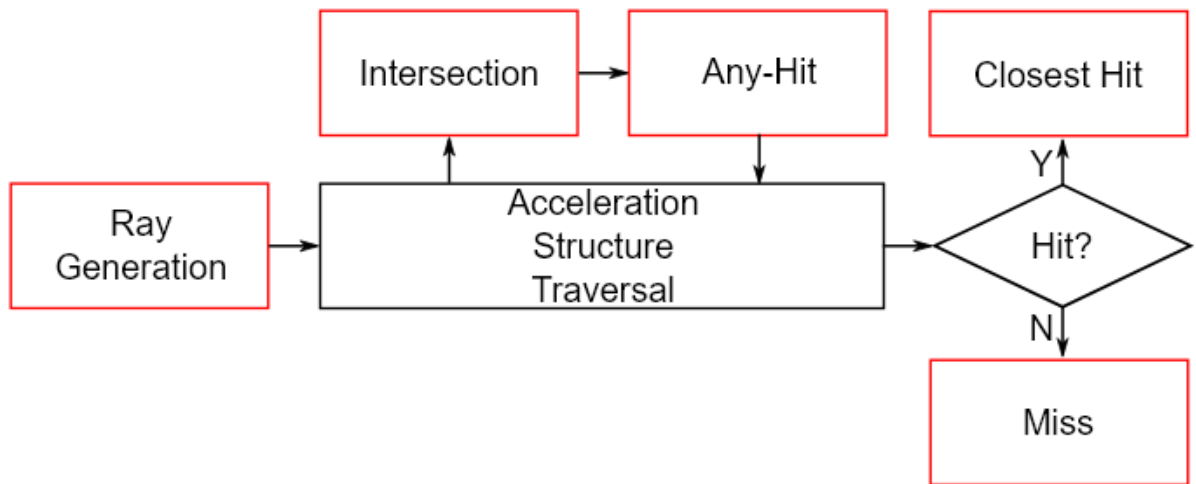 Intersection
Any-Hit
Closest Hit
Ray
Generation
Acceleration
Structure
Traversal
Y
Hit?
N
Miss